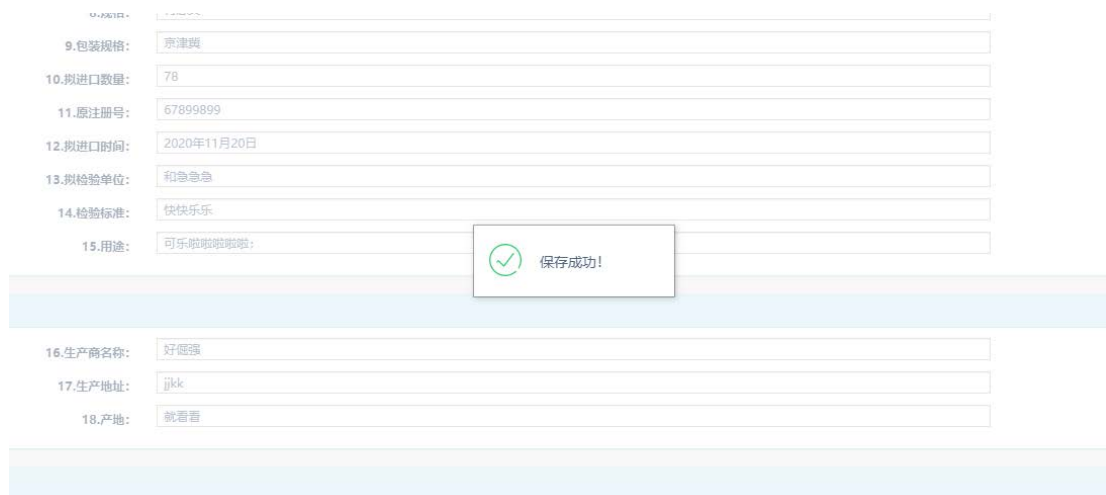 9.包装规格: 京津冀
10.拟进口数量: 78
11.原注册号: 67899899
12.拟进口时间: 2020年11月20日
13.拟检验单位: 和急急急
14.检验标准: 快快乐乐
15.用途: 可乐啦啦啦啦啦:
保存成功!
16.生产商名称: 好倔强
17.生产地址: jjkk
18.产地: 就看看